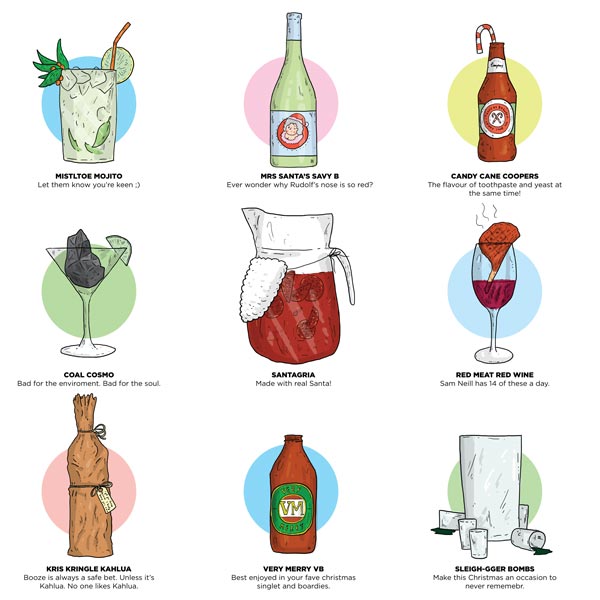 MISTLTOE MOJITO
Let them know you're keen ;)
MRS SANTA'S SAVY B
Ever wonder why Rudolf's nose is so red?
CANDY CANE COOPERS
The flavour of toothpaste and yeast at
the same time!
COAL COSMO
Bad for the enviroment. Bad for the soul.
SANTAGRIA
Made with real Santa!
RED MEAT RED WINE
Sam Neill has 14 of these a day.
KRIS KRINGLE KAHLUA
Booze is always a safe bet. Unless it's
Kahlua. No one likes Kahlua.
VM
VERY MERRY VB
Best enjoyed in your fave christmas
singlet and boardies.
SLEIGH-GGER BOMBS
Make this Christmas an occasion to
never rememebr.